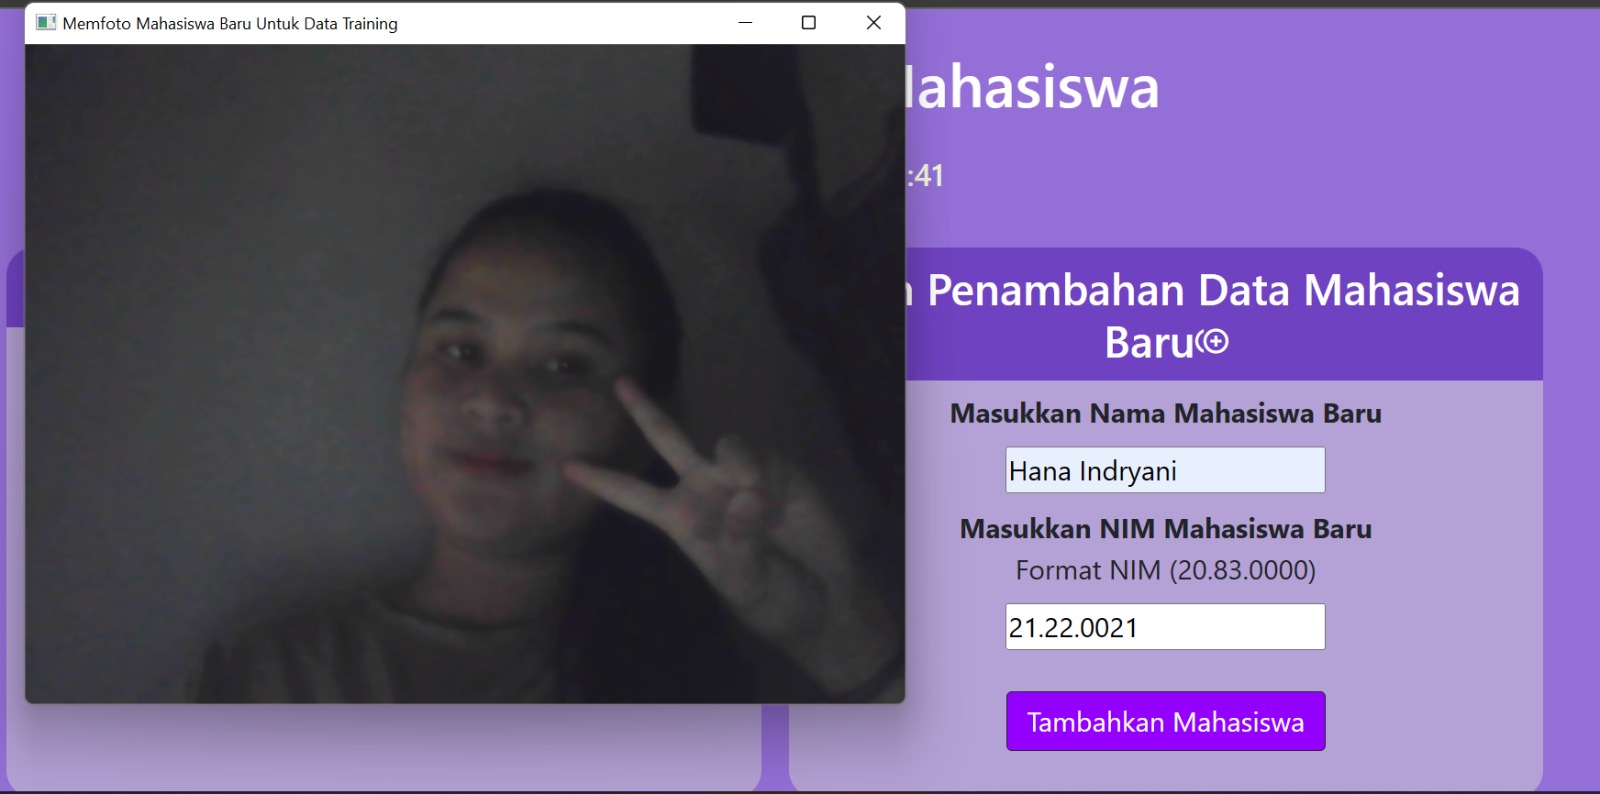 Memfoto Mahasiswa Baru Untuk Data Training
ahasiswa
:41
Penambahan Data Mahasiswa
Baru
Masukkan Nama Mahasiswa Baru
Hana Indryani
Masukkan NIM Mahasiswa Baru
Format NIM (20.83.0000)
21.22.0021
Tambahkan Mahasiswa